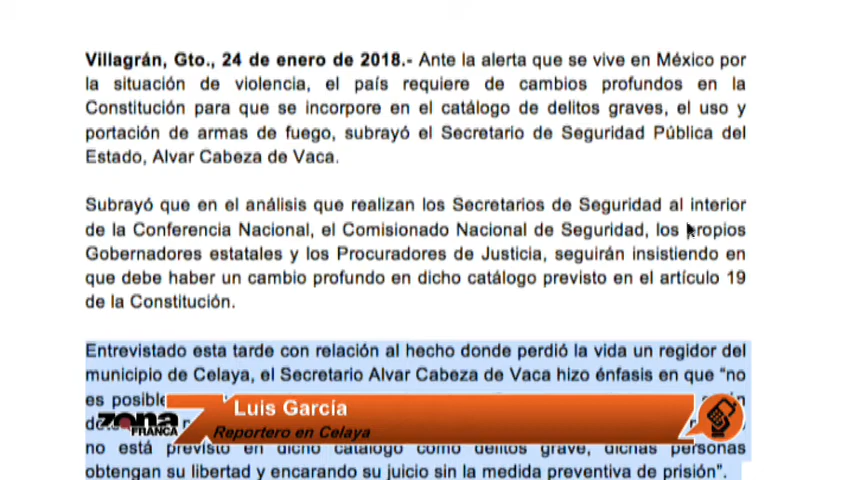 Villagrán, Gto., 24 de enero de 2018.- Ante la alerta que se vive en México por
la situación de violencia, el país requiere de cambios profundos en la
Constitución para que se incorpore en el catálogo de delitos graves, el uso y
portación de armas de fuego, subrayó el Secretario de Seguridad Pública del
Estado, Alvar Cabeza de Vaca.
Subrayó que en el análisis que realizan los Secretarios de Seguridad al interior
de la Conferencia Nacional, el Comisionado Nacional de Seguridad, los propios
Gobernadores estatales y los Procuradores de Justicia, seguirán insistiendo en
que debe haber un cambio profundo en dicho catálogo previsto en el artículo 19
de la Constitución.
Entrevistado esta tarde con relación al hecho donde perdió la vida un regidor del
municipio de Celaya, el Secretario Alvar Cabeza de Vaca hizo énfasis en que “no
es posible
Luis García
zona
FRANCA
Reportero en Celaya
no está previsto en dicho catálogo como delitos grave, dichas personas
obtengan su libertad y encarando su juicio sin la medida preventiva de prisión”.